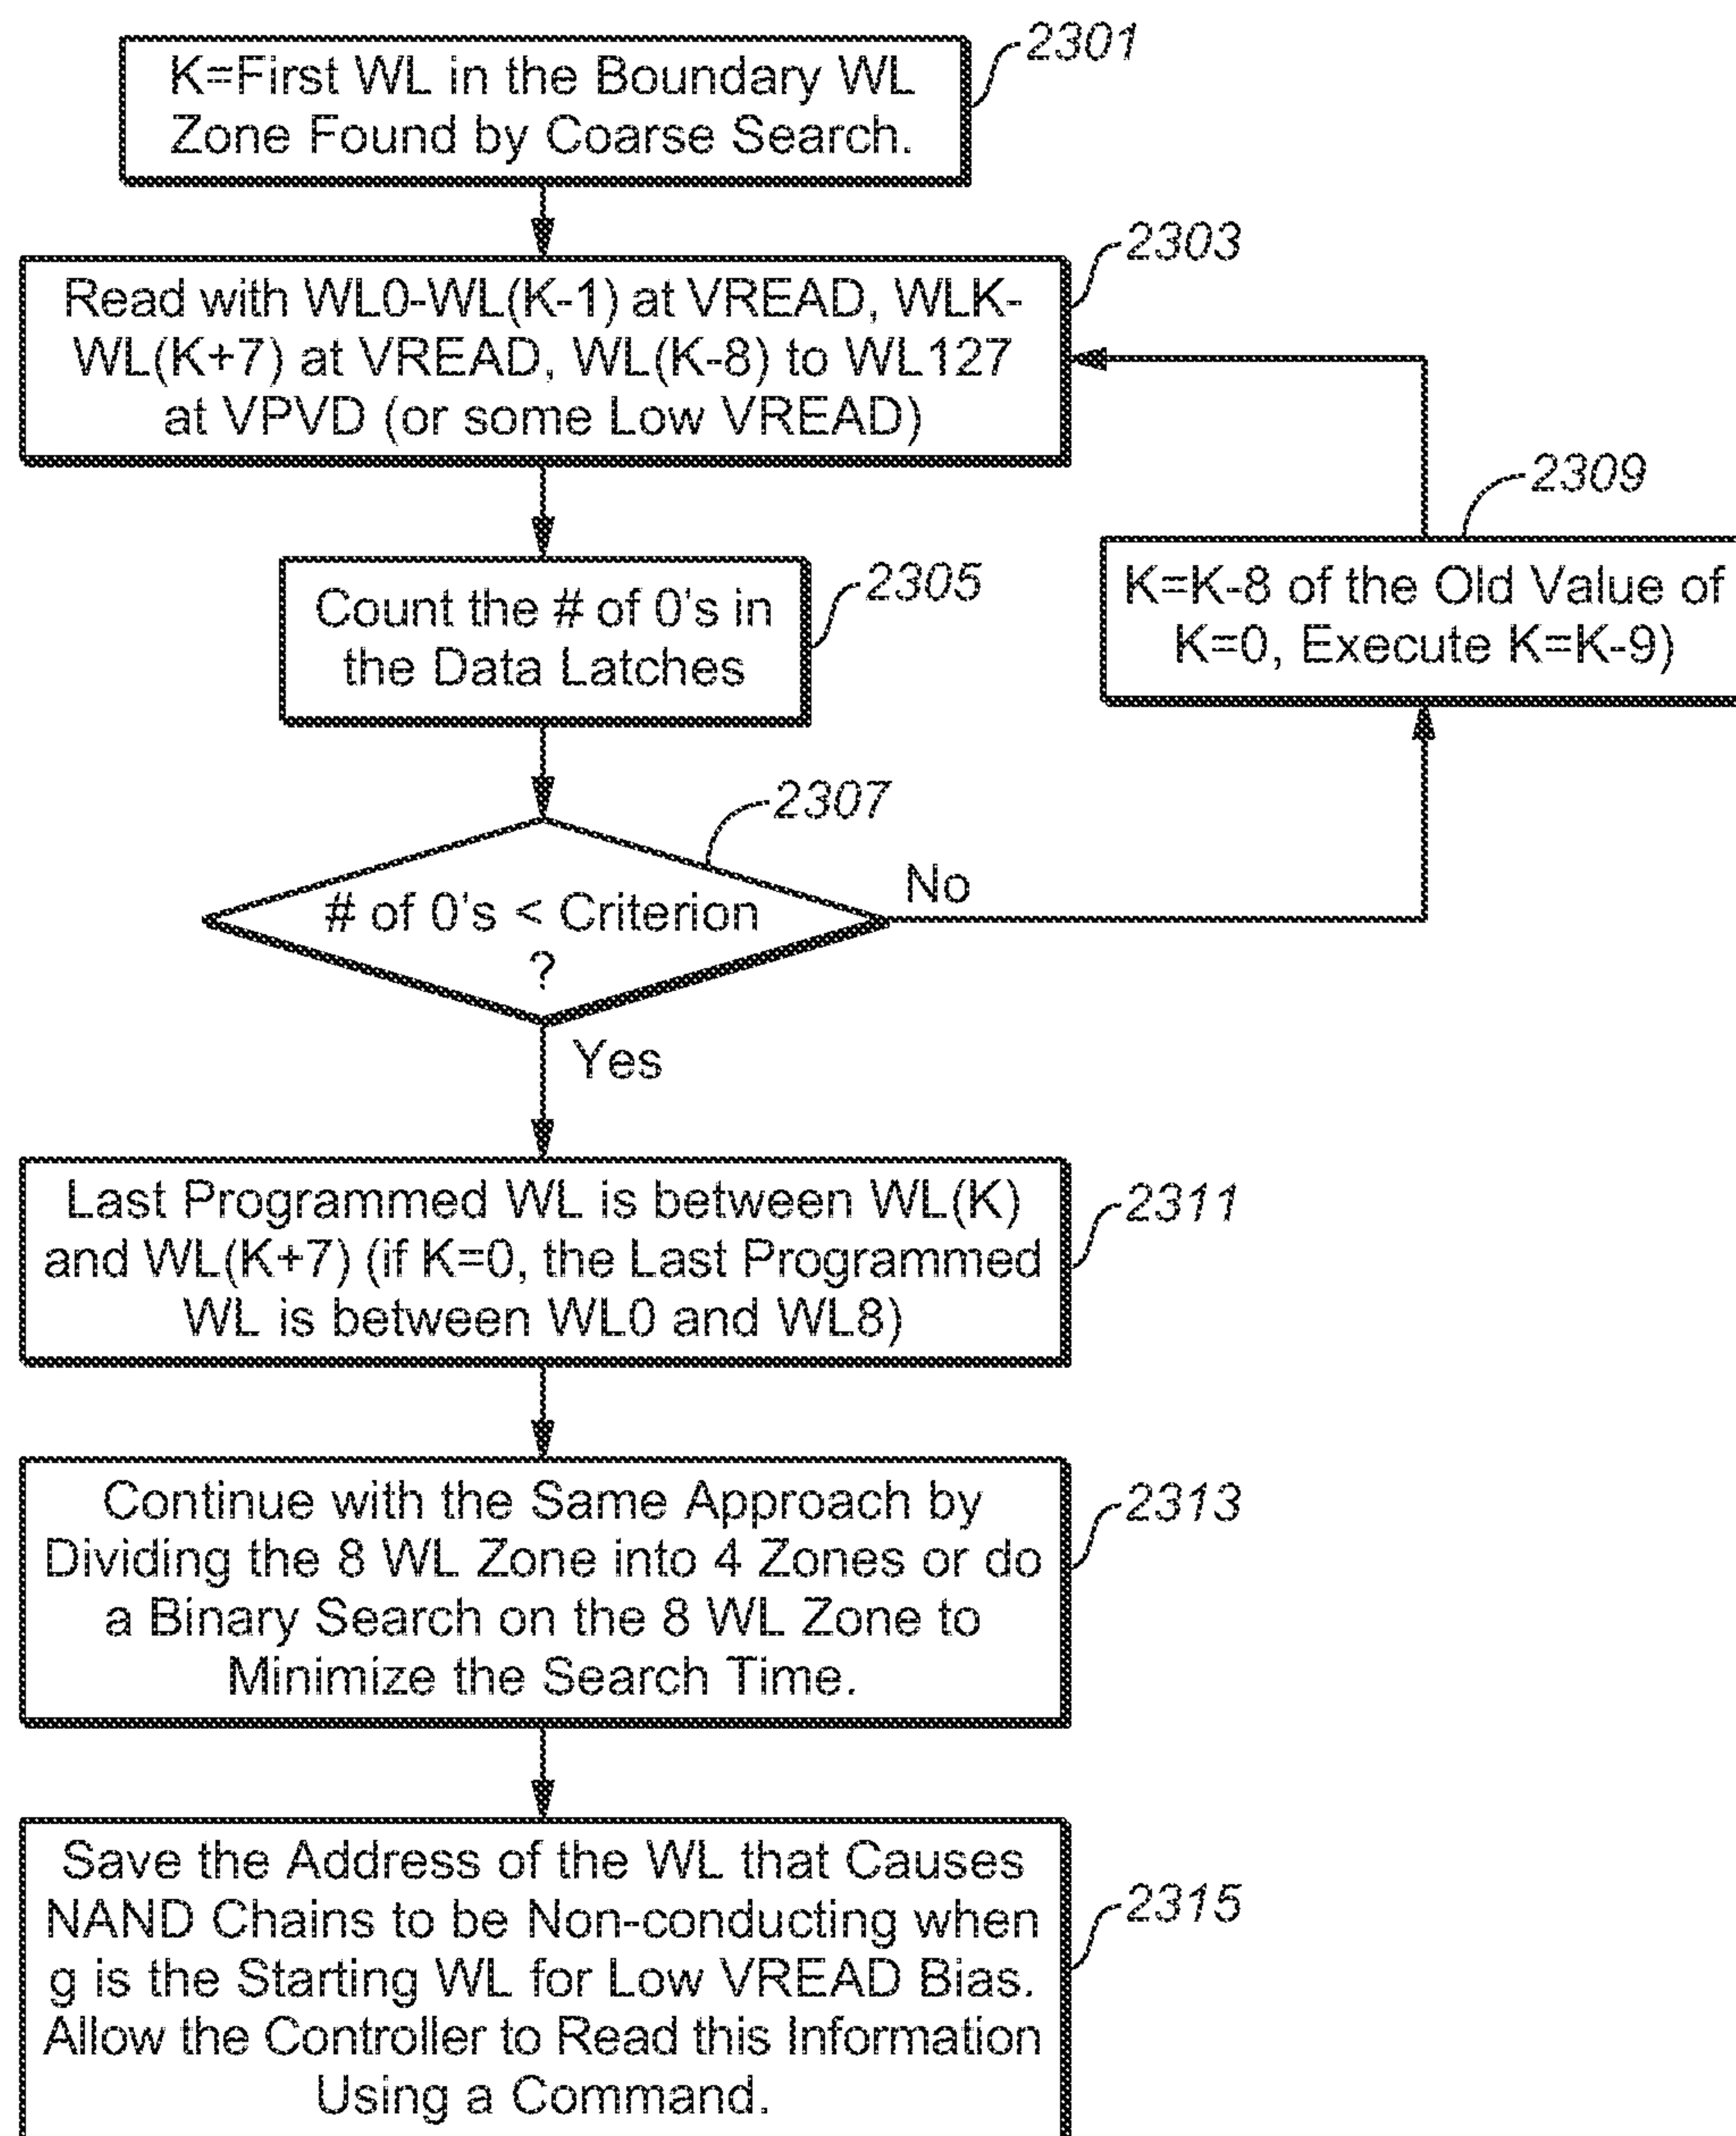 K=First WL in the Boundary WL
Zone Found by Coarse Search.
2301
Read with WL0-WL(K-1) at VREAD, WLK-
WL(K+7) at VREAD, WL(K-8) to WL127
at VPVD (or some Low VREAD)
2303
Count the # of 0's in
the Data Latches
2305
K=K-8 of the Old Value of
K=0, Execute K=K-9)
2309
# of 0's < Criterion
?
2307
No
Yes
Last Programmed WL is between WL(K)
and WL(K+7) (if K=0, the Last Programmed
WL is between WL0 and WL8)
2311
Continue with the Same Approach by
Dividing the 8 WL Zone into 4 Zones or do
a Binary Search on the 8 WL Zone to
Minimize the Search Time.
2313
Save the Address of the WL that Causes
NAND Chains to be Non-conducting when
g is the Starting WL for Low VREAD Bias.
Allow the Controller to Read this Information
Using a Command.
2315